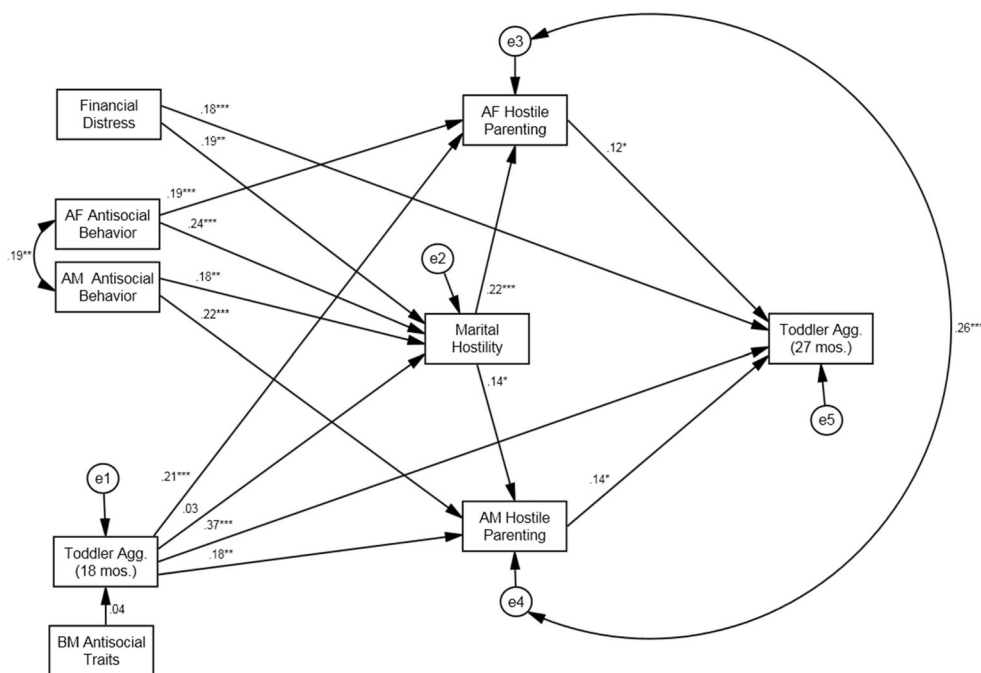 e3
Financial
Distress
.18***
AF Hostile
Parenting
.19**
.12*
.19***
AF Antisocial
Behavior
.24***
.19**
e2
AM Antisocial
Behavior
.18**
.22***
.22***
Marital
Hostility
Toddler Agg.
(27 mos.)
.26***
.14*
e5
e1
.21***
.03
.14*
.37***
AM Hostile
Parenting
Toddler Agg.
(18 mos.)
.18**
e4
.04
BM Antisocial
Traits